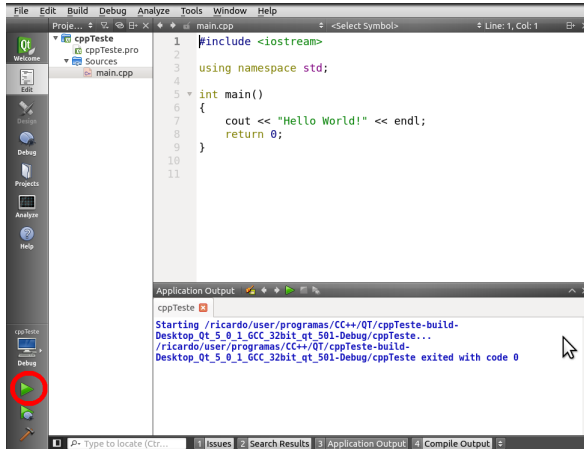 File Edit Build Debug Analyze Tools Window Help
Proje... main.cpp <Select Symbol> Line: 1, Col: 1
Qt
Welcome
Edit
Design
Debug
Projects
Analyze
Help
cppTeste
Debug
cppTeste
cppTeste.pro
Sources
main.cpp
1 #include <iostream>
2
3 using namespace std;
4
5 int main()
6 {
7 cout << "Hello World!" << endl;
8 return 0;
9 }
10
11
Application Output
cppTeste
Starting /ricardo/user/programas/CC++/QT/cppTeste-build-
Desktop_Qt_5_0_1_GCC_32bit_qt_501-Debug/cppTeste...
/ricardo/user/programas/CC++/QT/cppTeste-build-
Desktop_Qt_5_0_1_GCC_32bit_qt_501-Debug/cppTeste exited with code 0
Type to locate (Ctr... 1 Issues 2 Search Results 3 Application Output 4 Compile Output